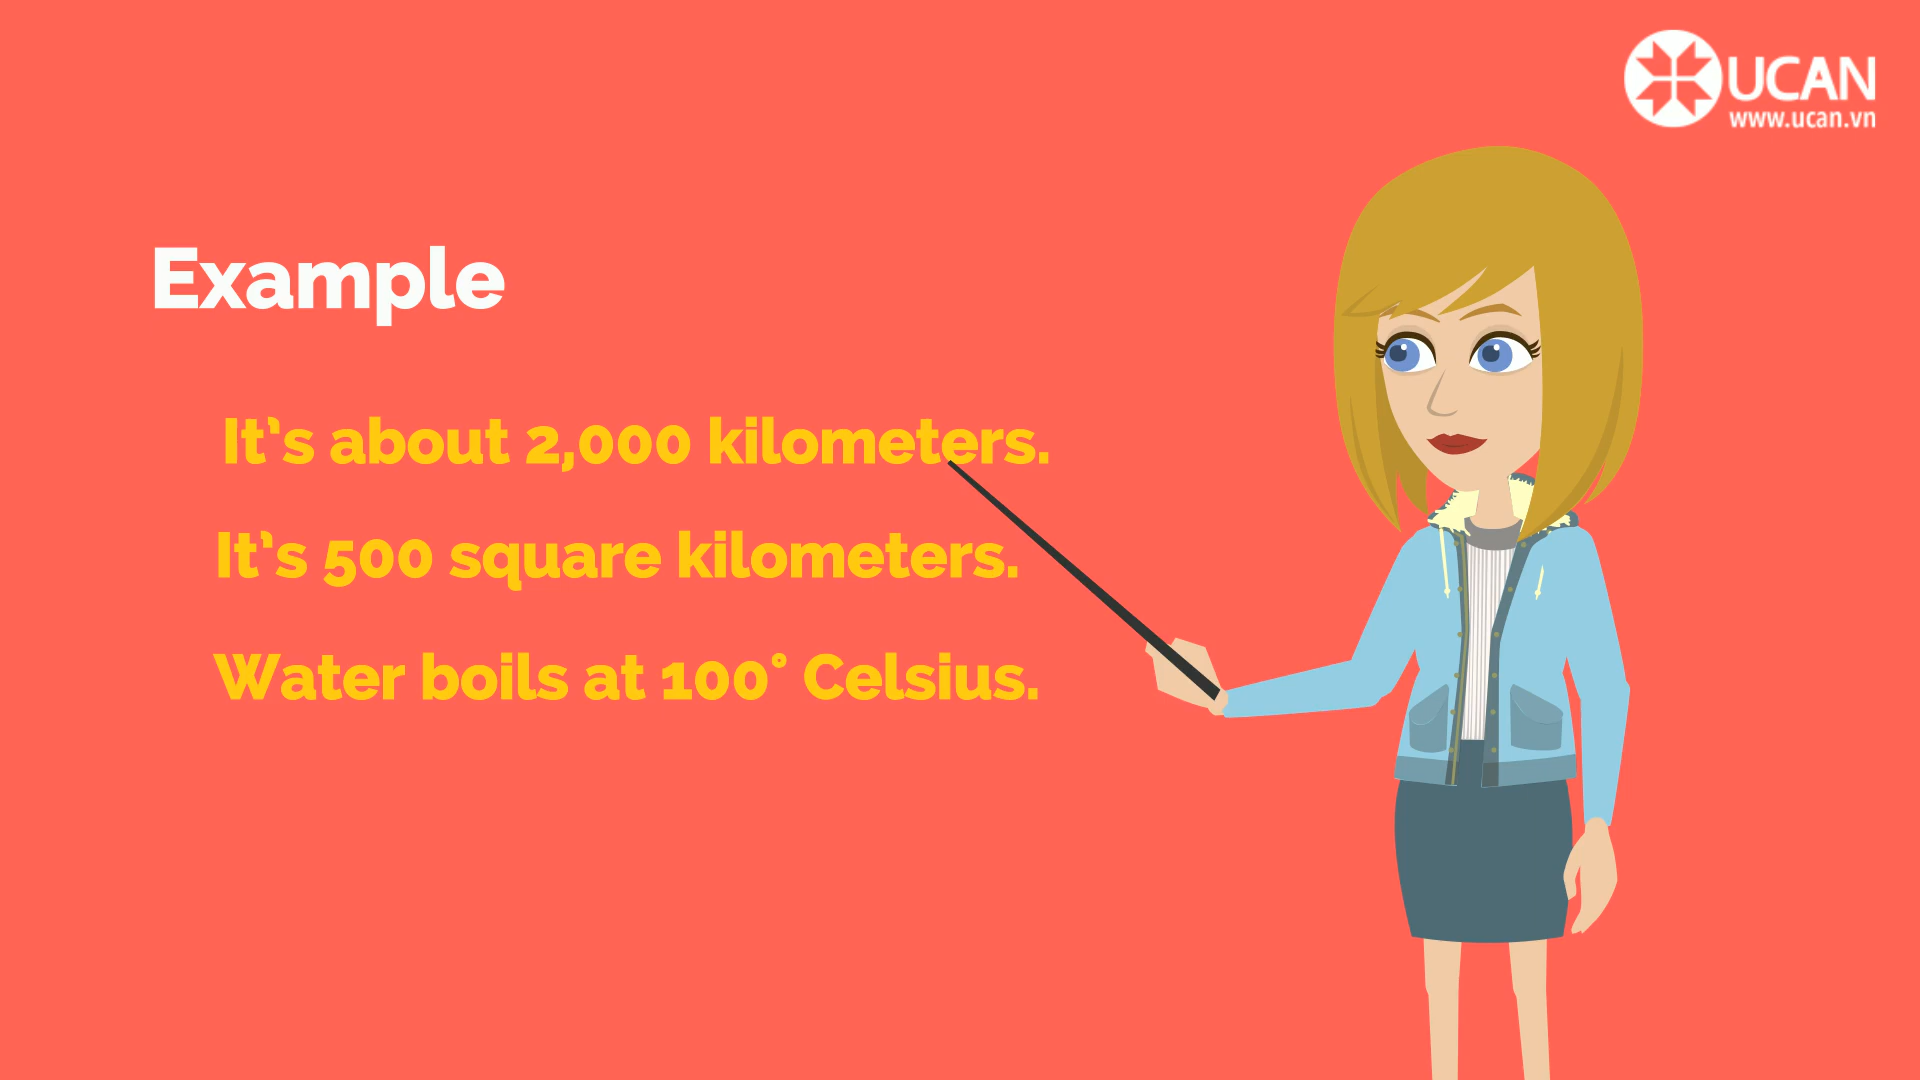 UCAN
www.ucan.vn
Example
It's about 2,000 kilometers.
It's 500 square kilometers.
Water boils at 100° Celsius.